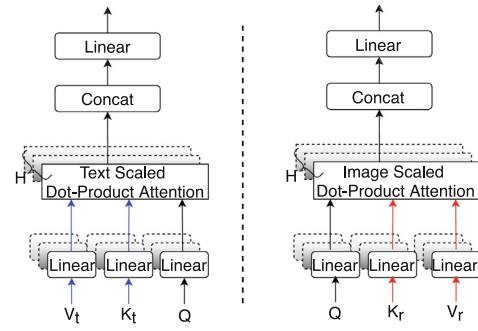 Linear
Concat
H
Text Scaled
Dot-Product Attention
Linear Linear Linear
Vt Kt Q
Linear
Concat
H
Image Scaled
Dot-Product Attention
Linear Linear Linear
Q Kr Vr